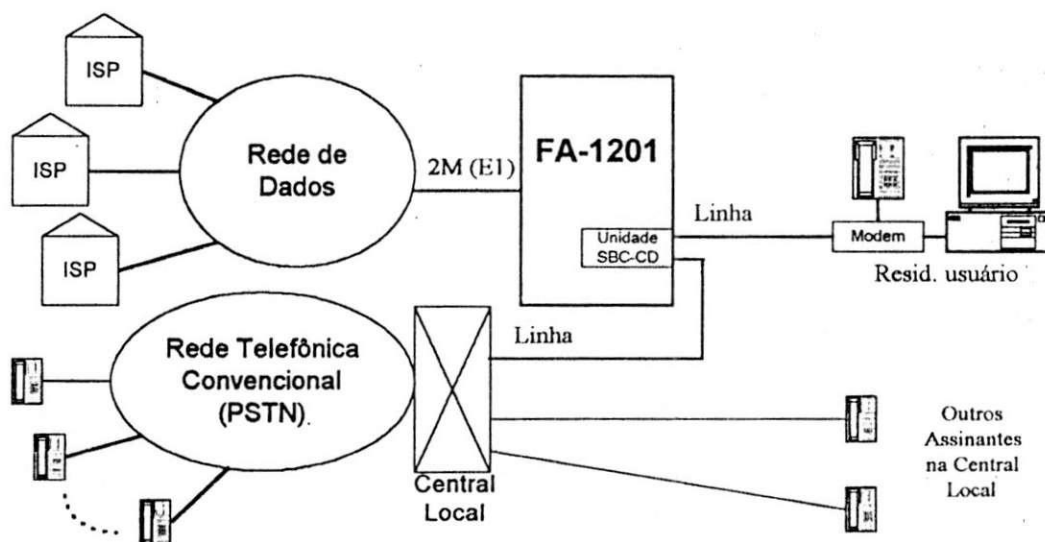 ISP
ISP
ISP
Rede de
Dados
2M (E1)
FA-1201
Unidade
SBC-CD
Linha
Modem
Resid. usuário
Rede Telefônica
Convencional
(PSTN).
Linha
Central
Local
Outros
Assinantes
na Central
Local